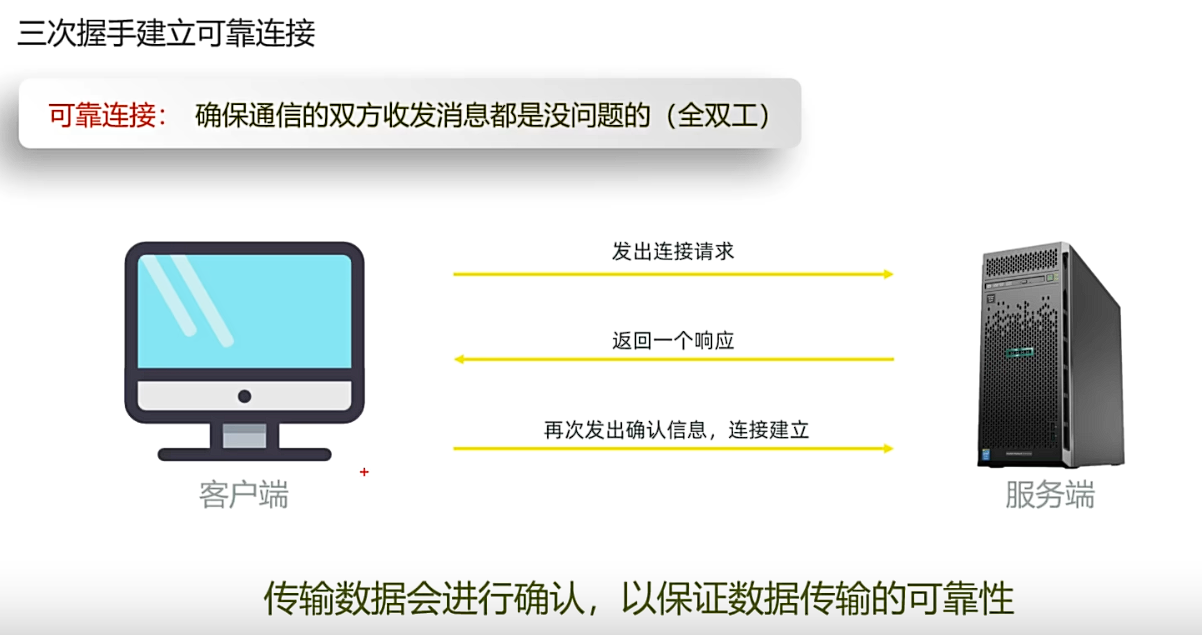 三次握手建立可靠连接
可靠连接： 确保通信的双方收发消息都是没问题的（全双工）
发出连接请求
返回一个响应
再次发出确认信息，连接建立
客户端
服务端
传输数据会进行确认，以保证数据传输的可靠性